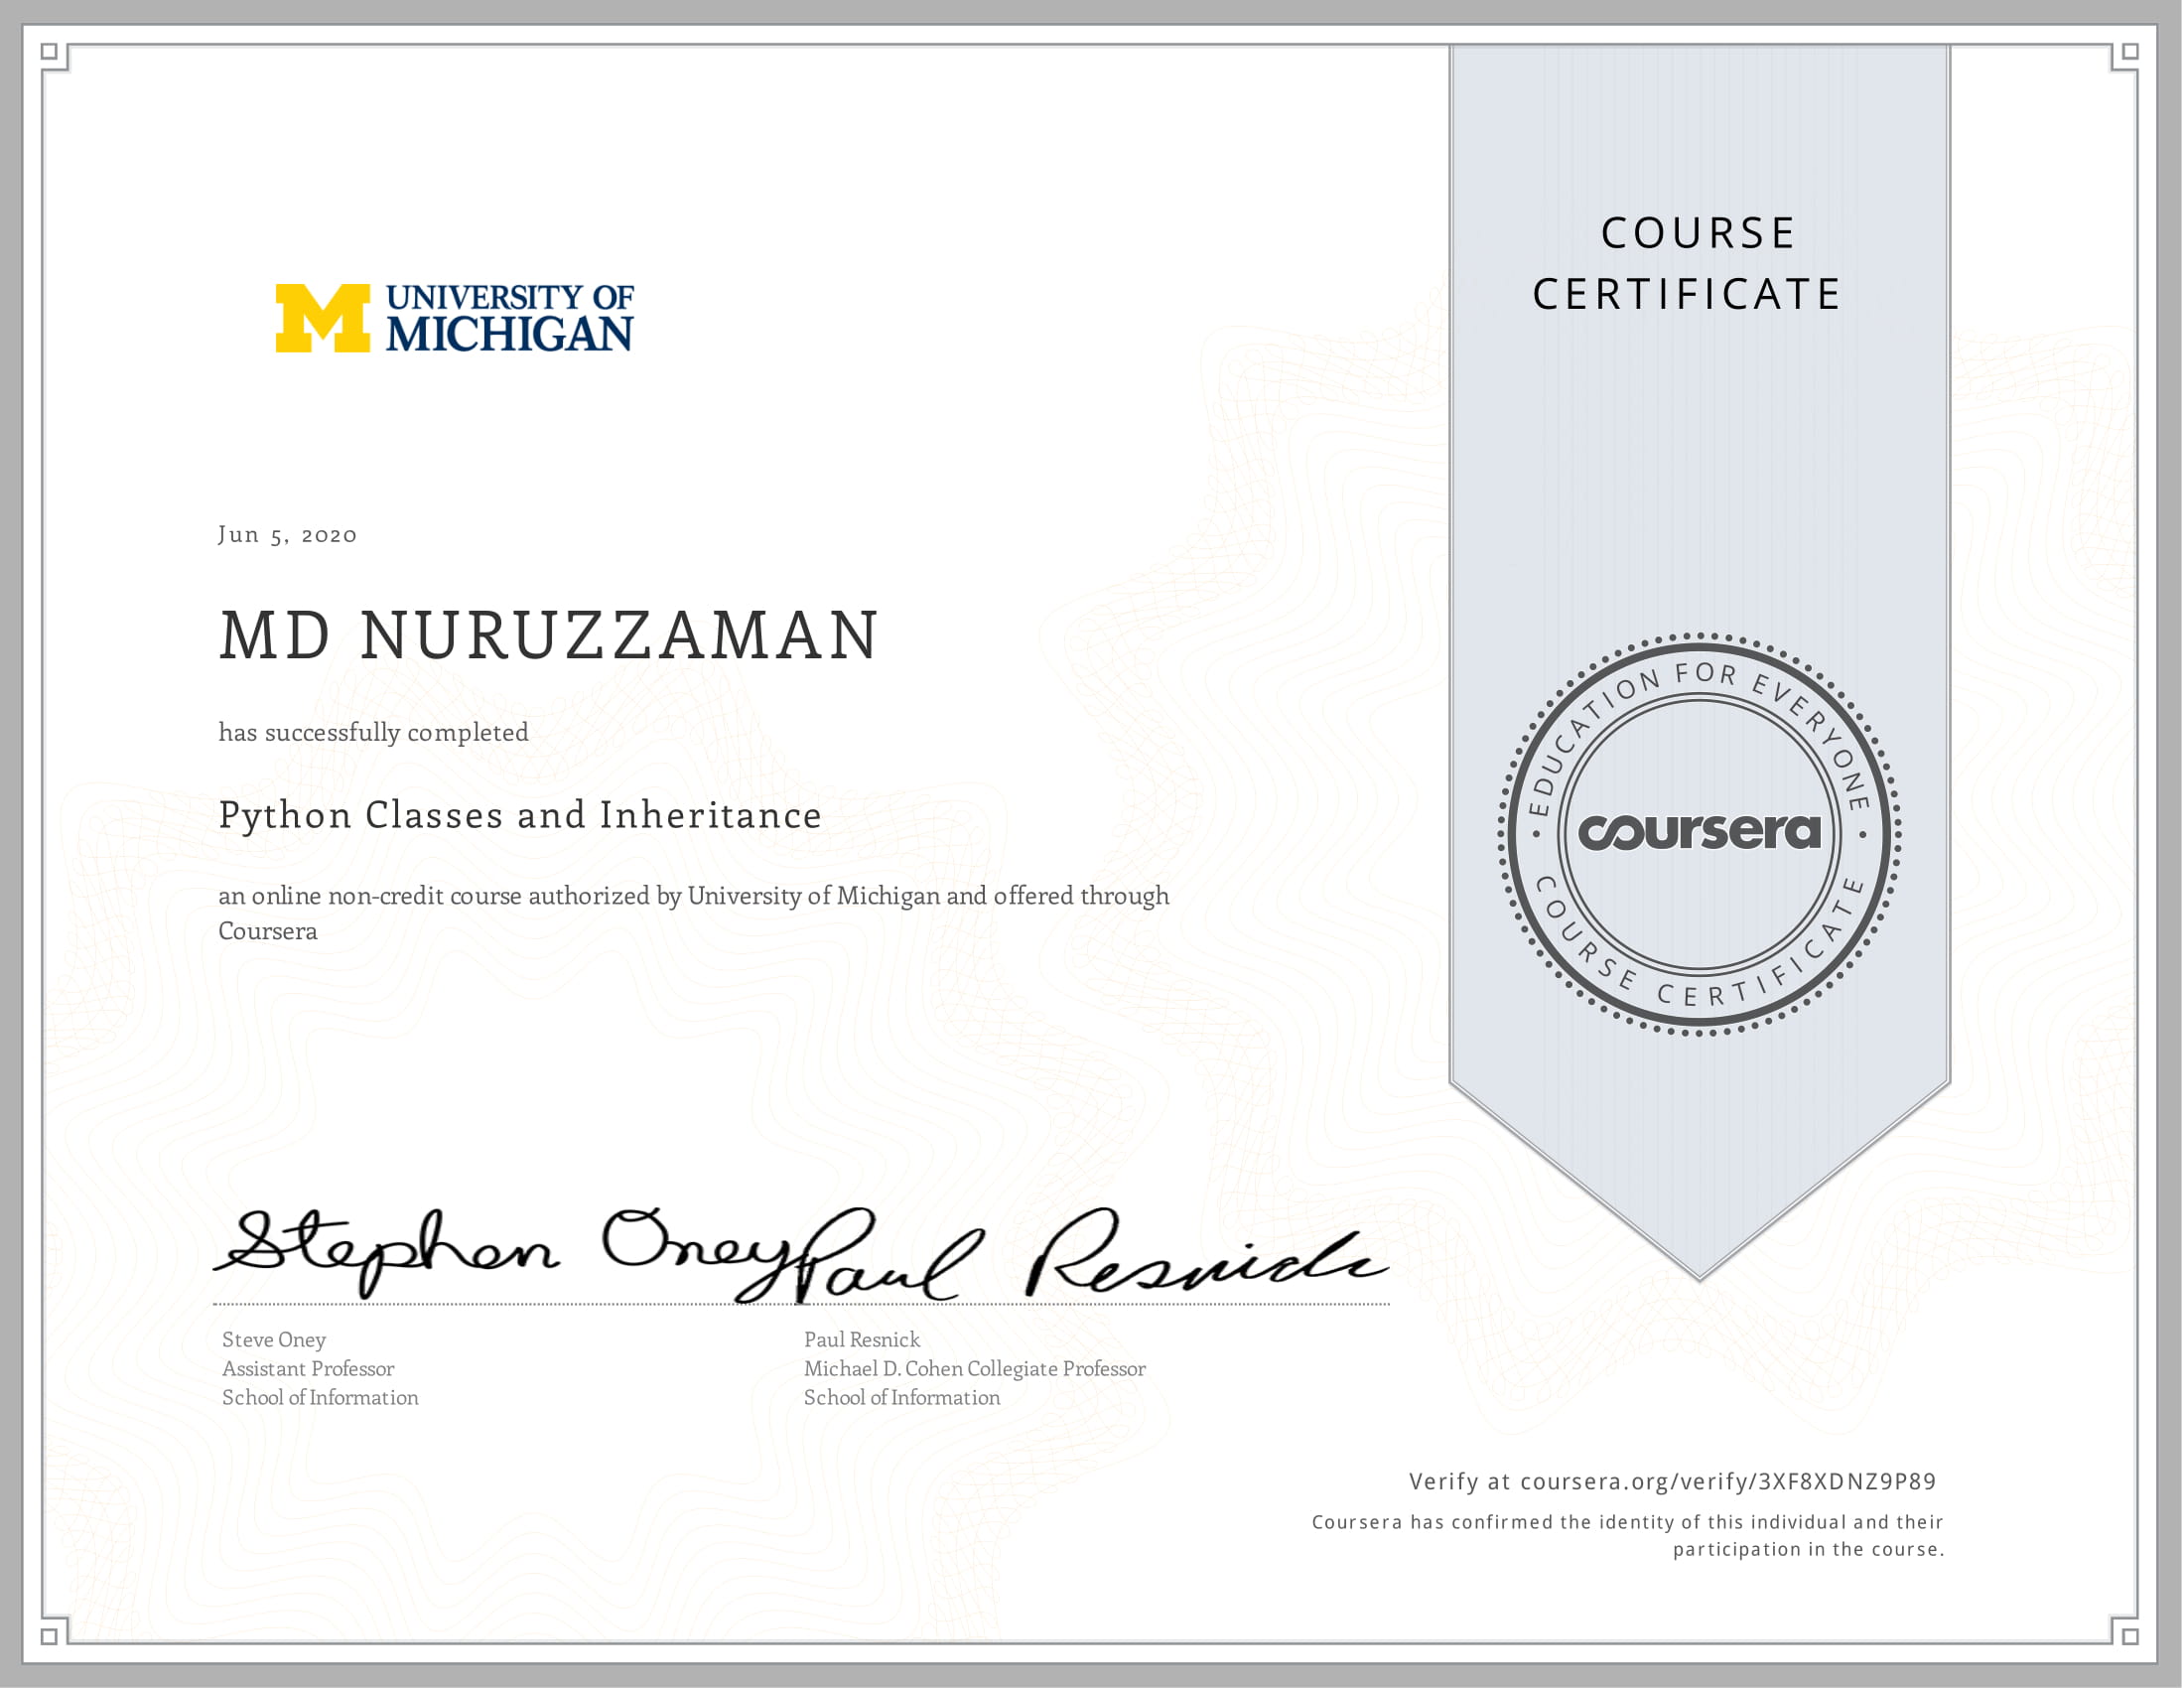 COURSE
CERTIFICATE
UNIVERSITY OF
MICHIGAN
Jun 5, 2020
MD NURUZZAMAN
has successfully completed
Python Classes and Inheritance
an online non-credit course authorized by University of Michigan and offered through
Coursera
EDUCATION FOR EVERYONE
coursera
COURSE CERTIFICATE
Stephen Oney
Paul Resnick
Steve Oney
Assistant Professor
School of Information
Paul Resnick
Michael D. Cohen Collegiate Professor
School of Information
Verify at coursera.org/verify/3XF8XDNZ9P89
Coursera has confirmed the identity of this individual and their
participation in the course.